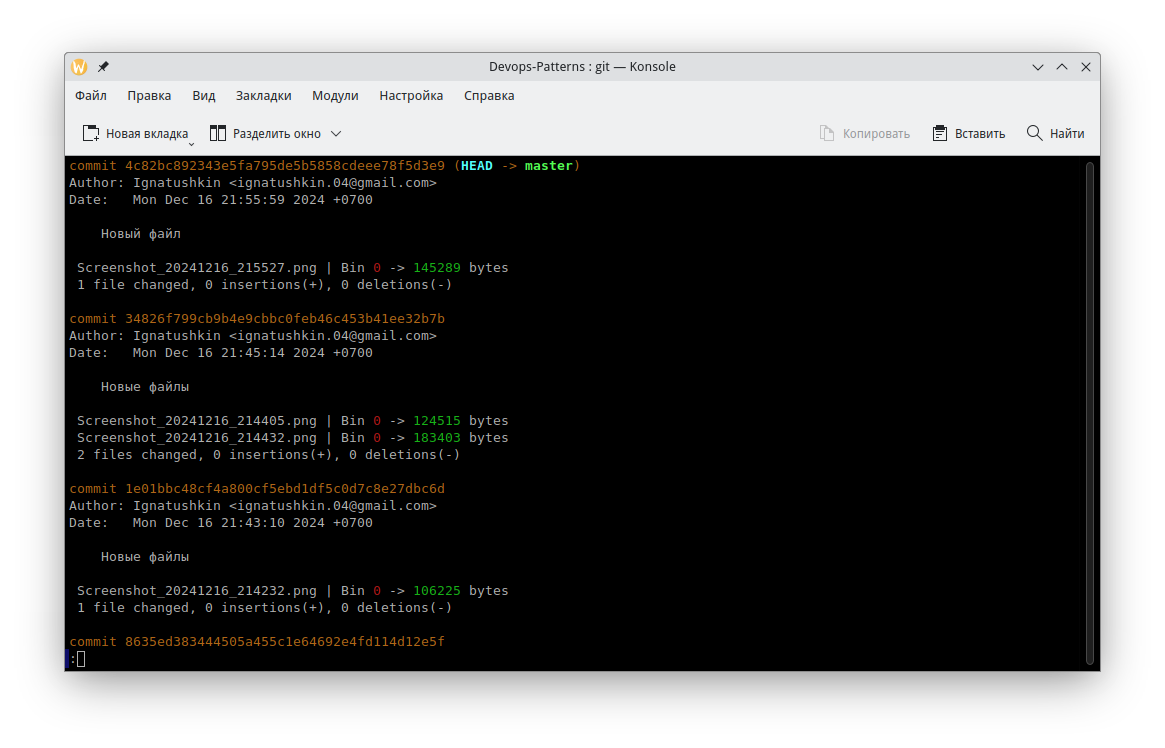 Devops-Patterns : git — Konsole
Файл Правка Вид Закладки Модули Настройка Справка
Новая вкладка Разделить окно Копировать Вставить Найти
commit 4c82bc892343e5fa795de5b5858cdeee78f5d3e9 (HEAD -> master)
Author: Ignatushkin <ignatushkin.04@gmail.com>
Date:   Mon Dec 16 21:55:59 2024 +0700
    Новый файл
 Screenshot_20241216_215527.png | Bin 0 -> 145289 bytes
 1 file changed, 0 insertions(+), 0 deletions(-)
commit 34826f799cb9b4e9cbbc0feb46c453b41ee32b7b
Author: Ignatushkin <ignatushkin.04@gmail.com>
Date:   Mon Dec 16 21:45:14 2024 +0700
    Новые файлы
 Screenshot_20241216_214405.png | Bin 0 -> 124515 bytes
 Screenshot_20241216_214432.png | Bin 0 -> 183403 bytes
 2 files changed, 0 insertions(+), 0 deletions(-)
commit 1e01bbc48cf4a800cf5ebd1df5c0d7c8e27dbc6d
Author: Ignatushkin <ignatushkin.04@gmail.com>
Date:   Mon Dec 16 21:43:10 2024 +0700
    Новые файлы
 Screenshot_20241216_214232.png | Bin 0 -> 106225 bytes
 1 file changed, 0 insertions(+), 0 deletions(-)
commit 8635ed383444505a455c1e64692e4fd114d12e5f
: